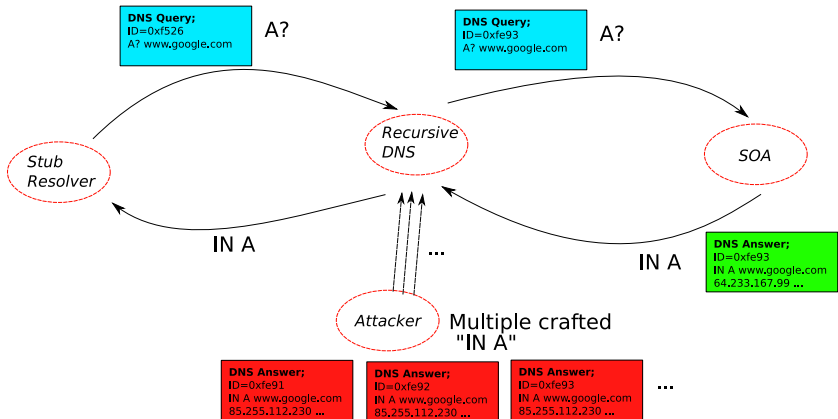 DNS Query;
ID=0xf526
A? www.google.com
A?
DNS Query;
ID=0xfe93
A? www.google.com
A?
Stub
Resolver
Recursive
DNS
SOA
IN A
...
IN A
DNS Answer;
ID=0xfe93
IN A www.google.com
64.233.167.99 ...
Attacker
Multiple crafted
"IN A"
DNS Answer;
ID=0xfe91
IN A www.google.com
85.255.112.230 ...
DNS Answer;
ID=0xfe92
IN A www.google.com
85.255.112.230 ...
DNS Answer;
ID=0xfe93
IN A www.google.com
85.255.112.230 ...
...